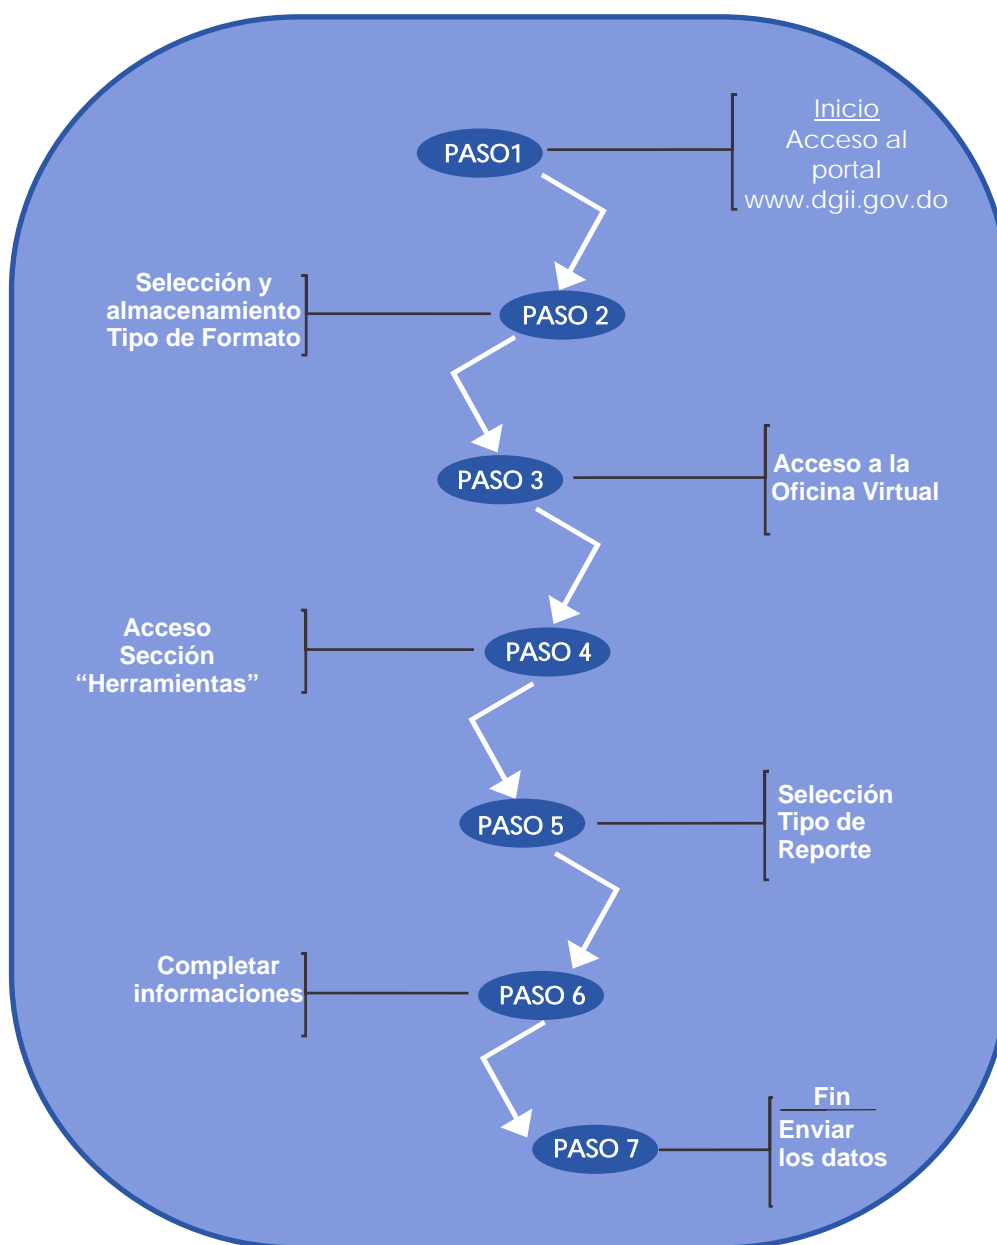 PASO1
Inicio
Acceso al
portal
www.dgii.gov.do
Selección y
almacenamiento
Tipo de Formato
PASO 2
PASO 3
Acceso a la
Oficina Virtual
Acceso
Sección
“Herramientas”
PASO 4
PASO 5
Selección
Tipo de
Reporte
Completar
informaciones
PASO 6
PASO 7
Fin
Enviar
los datos